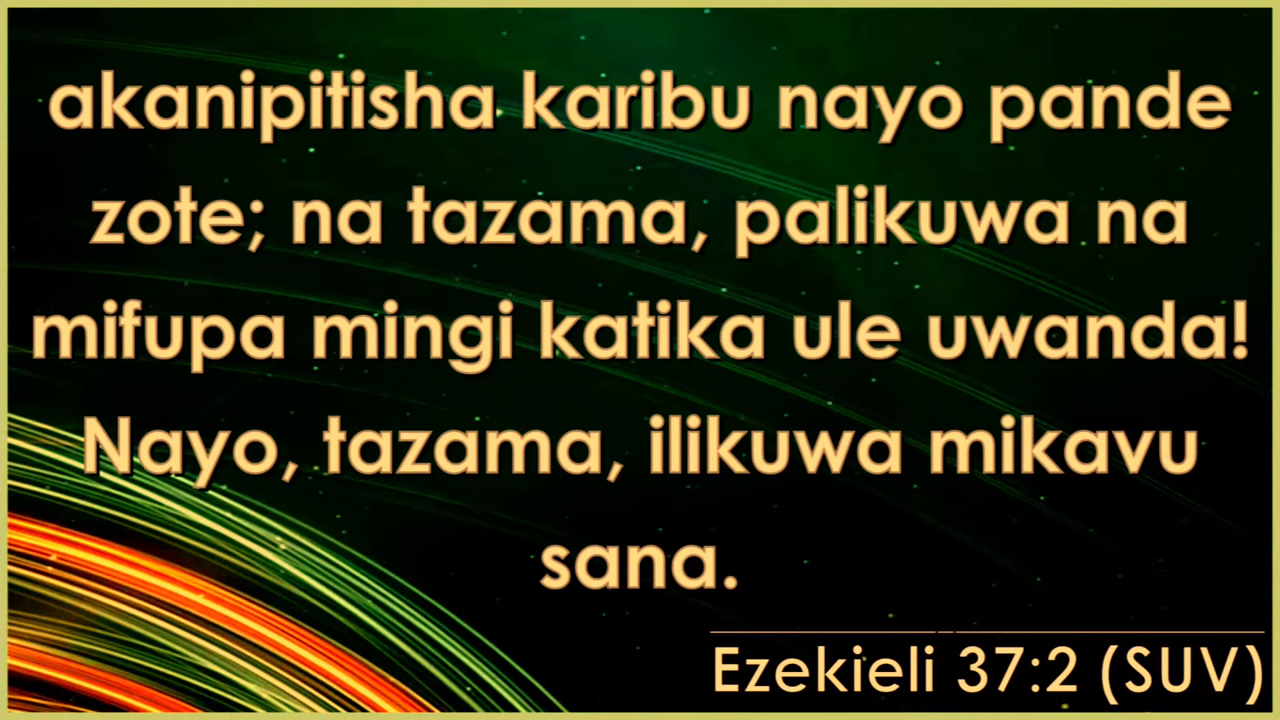 akanipitisha karibu nayo pande
zote; na tazama, palikuwa na
mifupa mingi katika ule uwanda!
Nayo, tazama, ilikuwa mikavu
sana.
Ezekieli 37:2 (SUV)